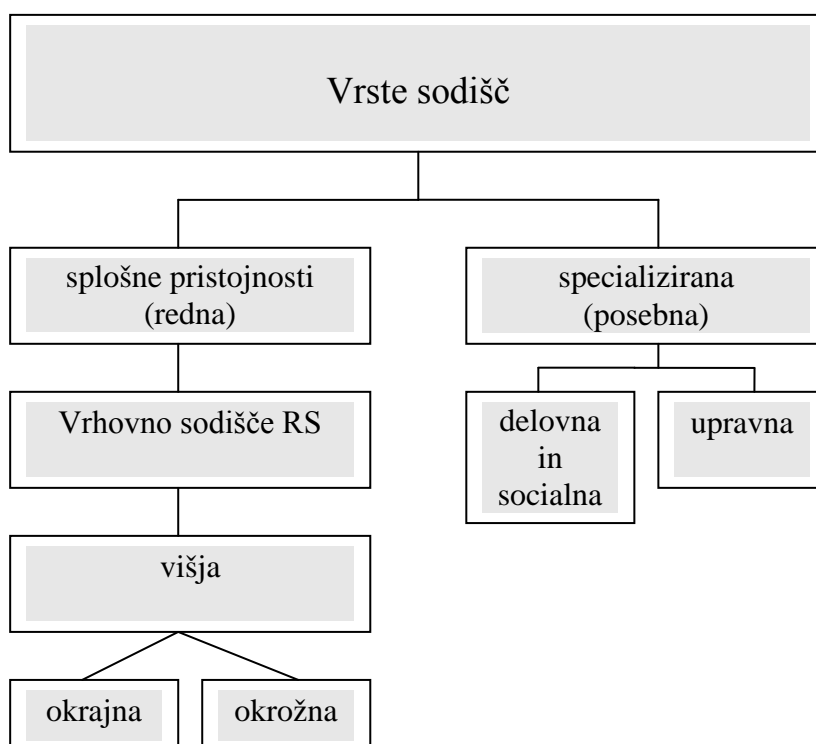 Vrste sodišč
splošne pristojnosti
(redna)
specializirana
(posebna)
Vrhovno sodišče RS
delovna
in
socialna
upravna
višja
okrajna
okrožna